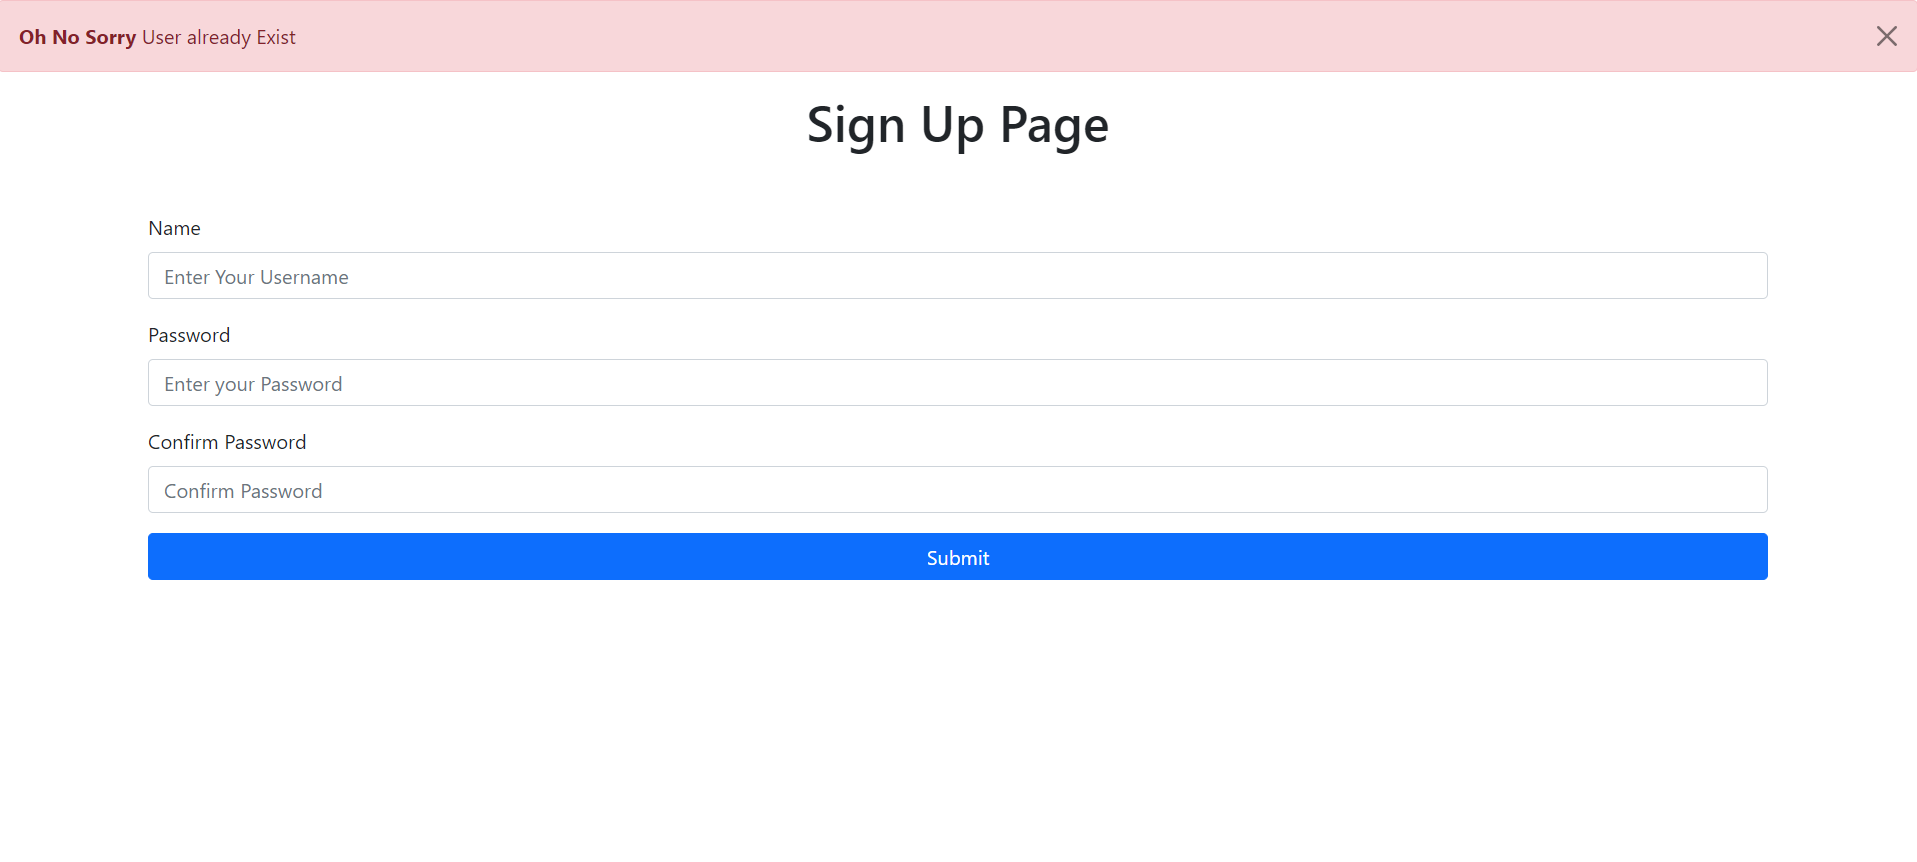 Oh No Sorry User already Exist
Sign Up Page
Name
Enter Your Username
Password
Enter your Password
Confirm Password
Confirm Password
Submit